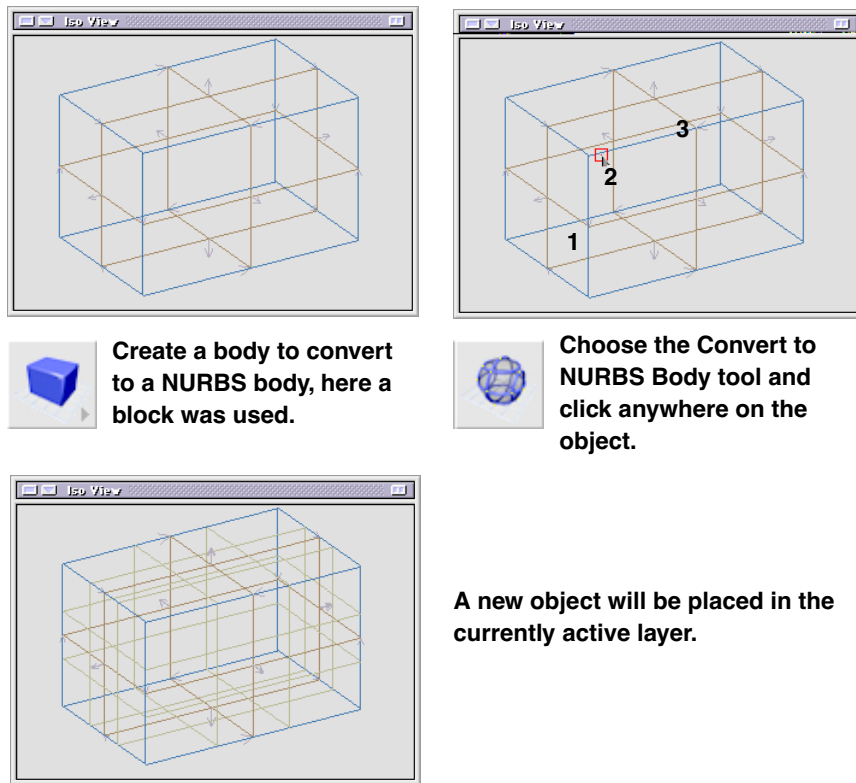 Iso View
Iso View
3
2
1
Create a body to convert
to a NURBS body, here a
block was used.
Choose the Convert to
NURBS Body tool and
click anywhere on the
object.
Iso View
A new object will be placed in the
currently active layer.